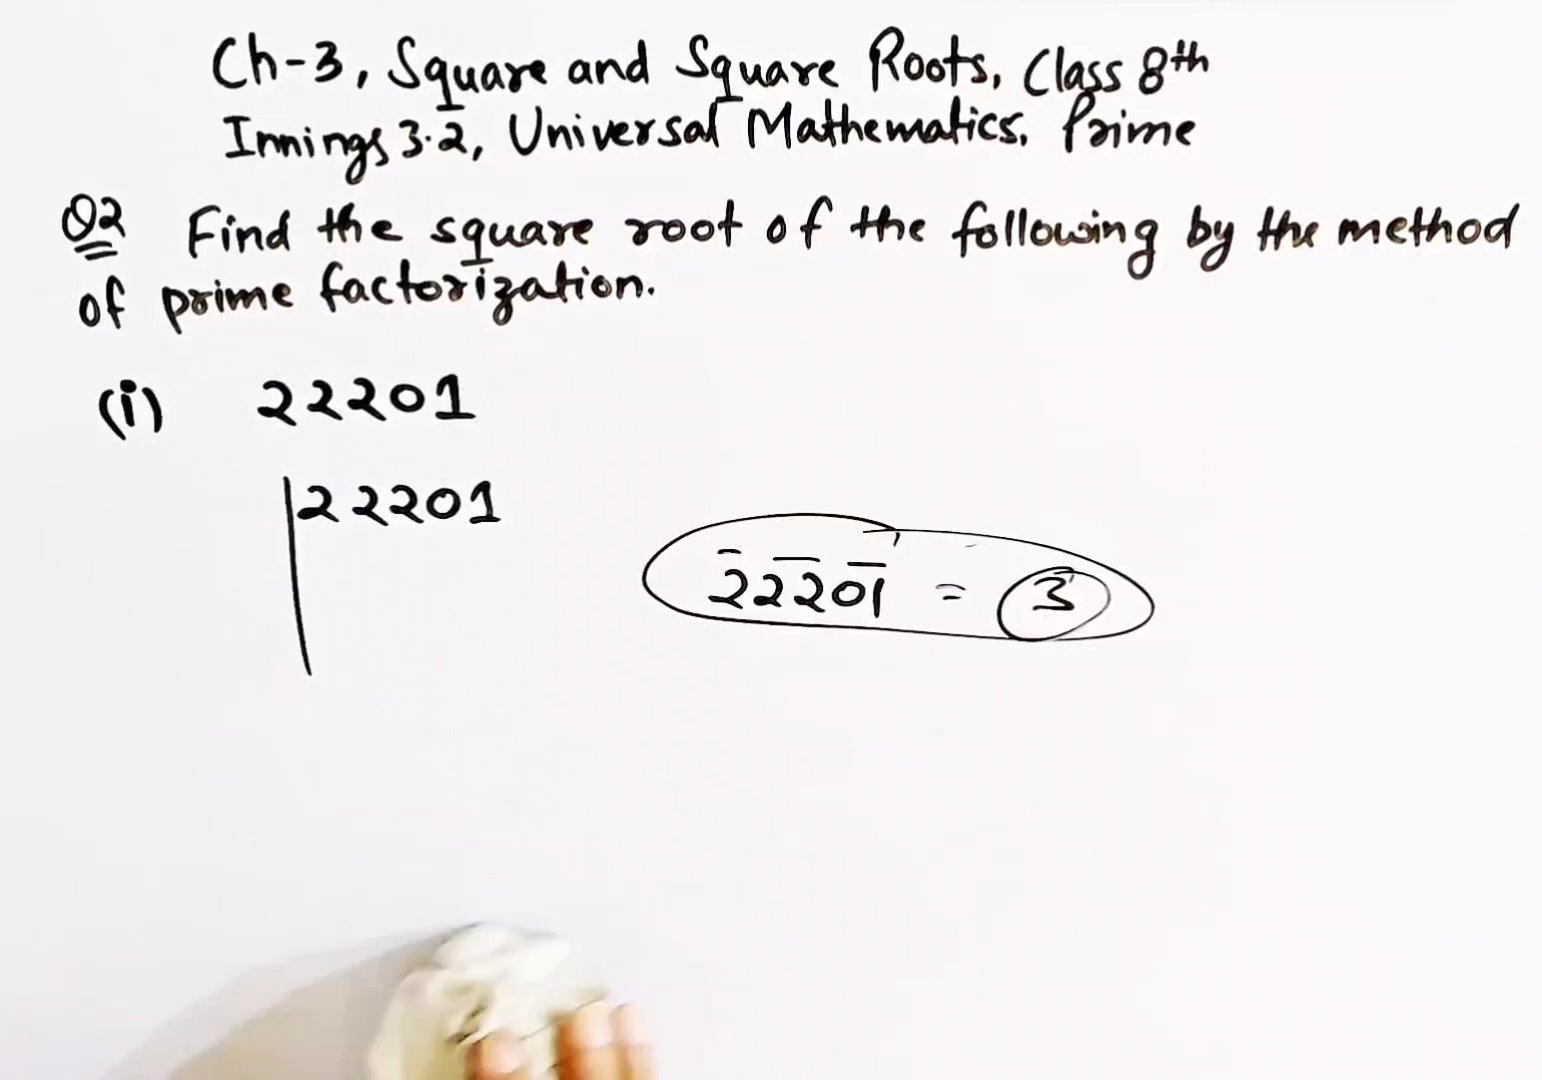 Ch-3, Square and Square Roots, Class 8th
Innings 3.2, Universal Mathematics, Prime
Q2 Find the square root of the following by the method
of prime factorization.
(i) 22201
22201
22201 = 3